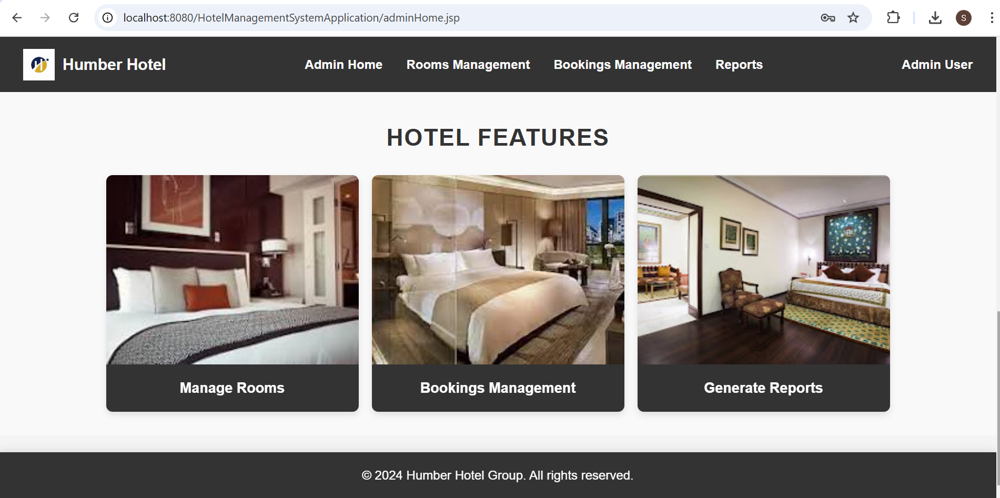 localhost:8080/HotelManagementSystemApplication/adminHome.jsp
S
Humber Hotel
Admin Home
Rooms Management
Bookings Management
Reports
Admin User
HOTEL FEATURES
Manage Rooms
Bookings Management
Generate Reports
© 2024 Humber Hotel Group. All rights reserved.